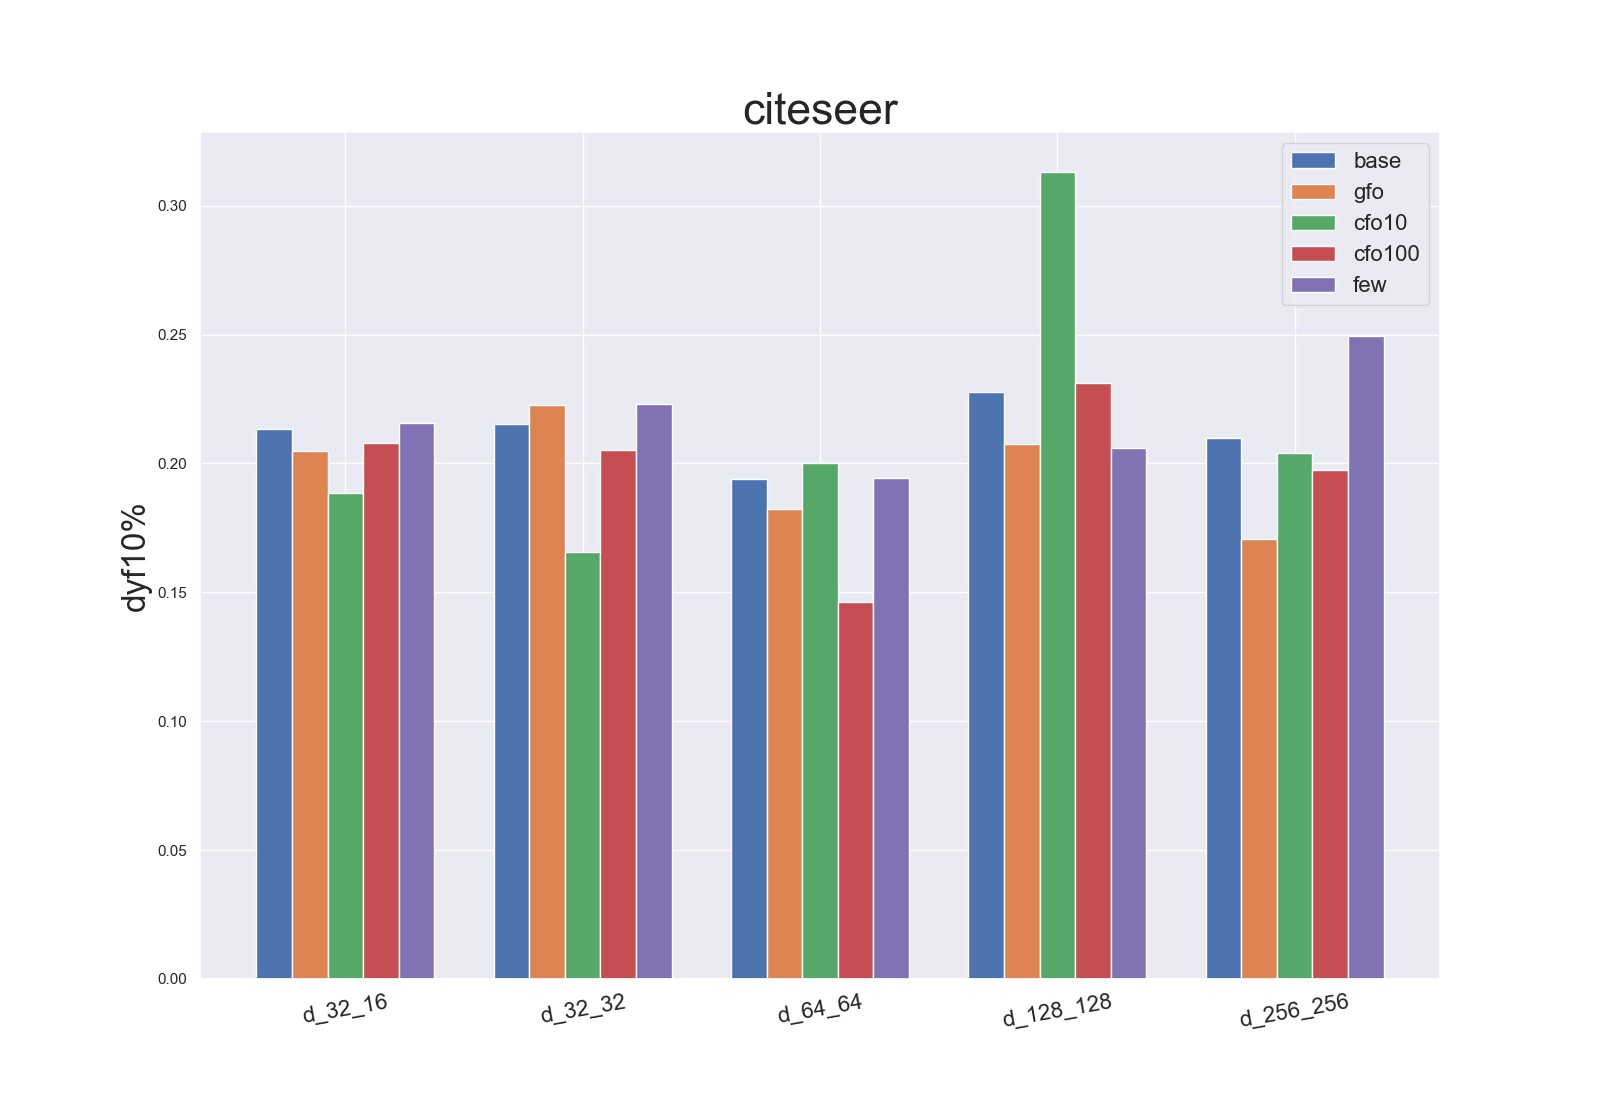 citeseer
base
gfo
cfo10
cfo100
few
dyf10%
0.30
0.25
0.20
0.15
0.10
0.05
0.00
d_32_16
d_32_32
d_64_64
d_128_128
d_256_256